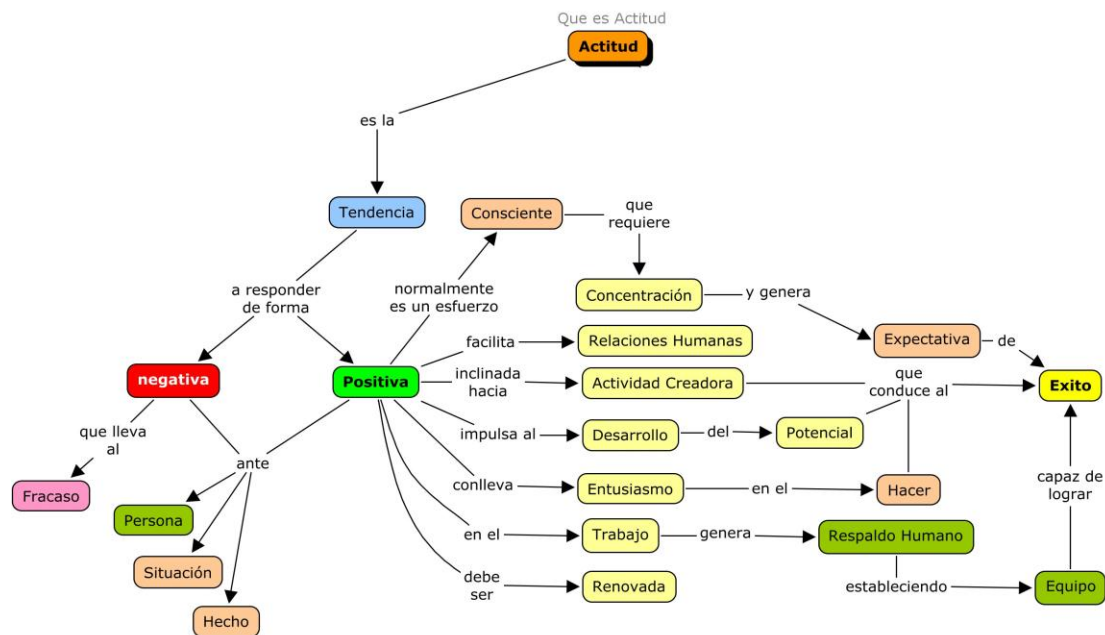 Que es Actitud
Actitud
es la
Tendencia
Consciente
que
requiere
a responder
de forma
normalmente
es un esfuerzo
Concentración
y genera
Expectativa
de
facilita
Relaciones Humanas
negativa
Positiva
inclinada
hacia
Actividad Creadora
que
conduce al
Exito
que lleva
al
impulsa al
Desarrollo
del
Potencial
ante
Fracaso
conlleva
Entusiasmo
en el
Hacer
capaz de
lograr
Persona
en el
Trabajo
genera
Respaldo Humano
Situación
debe
ser
Renovada
estableciendo
Equipo
Hecho